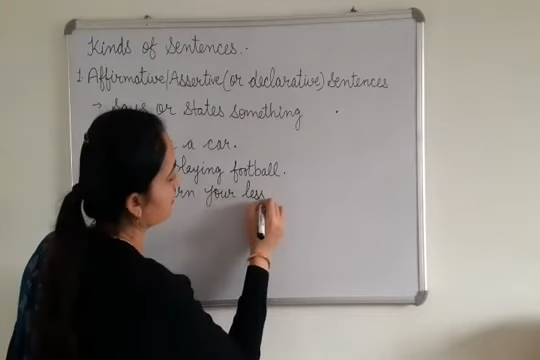 Kinds of Sentences.
1 Affirmative/Assertive (or declarative) Sentences
→ Says or States something
a car.
playing football.
your less